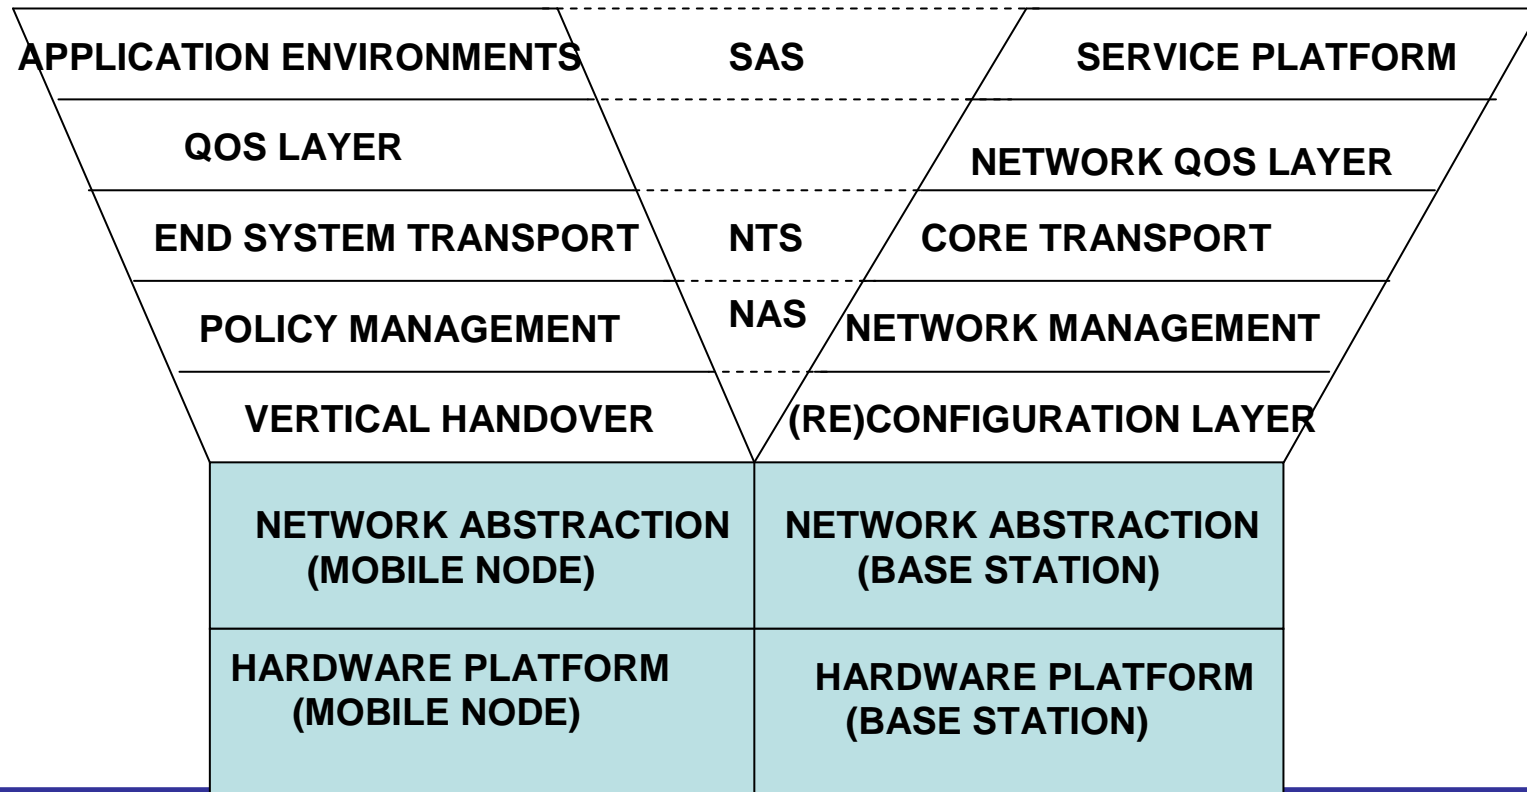 APPLICATION ENVIRONMENTS SAS SERVICE PLATFORM
QOS LAYER NETWORK QOS LAYER
END SYSTEM TRANSPORT NTS CORE TRANSPORT
POLICY MANAGEMENT NAS NETWORK MANAGEMENT
VERTICAL HANDOVER (RE)CONFIGURATION LAYER
NETWORK ABSTRACTION
(MOBILE NODE)
NETWORK ABSTRACTION
(BASE STATION)
HARDWARE PLATFORM
(MOBILE NODE)
HARDWARE PLATFORM
(BASE STATION)